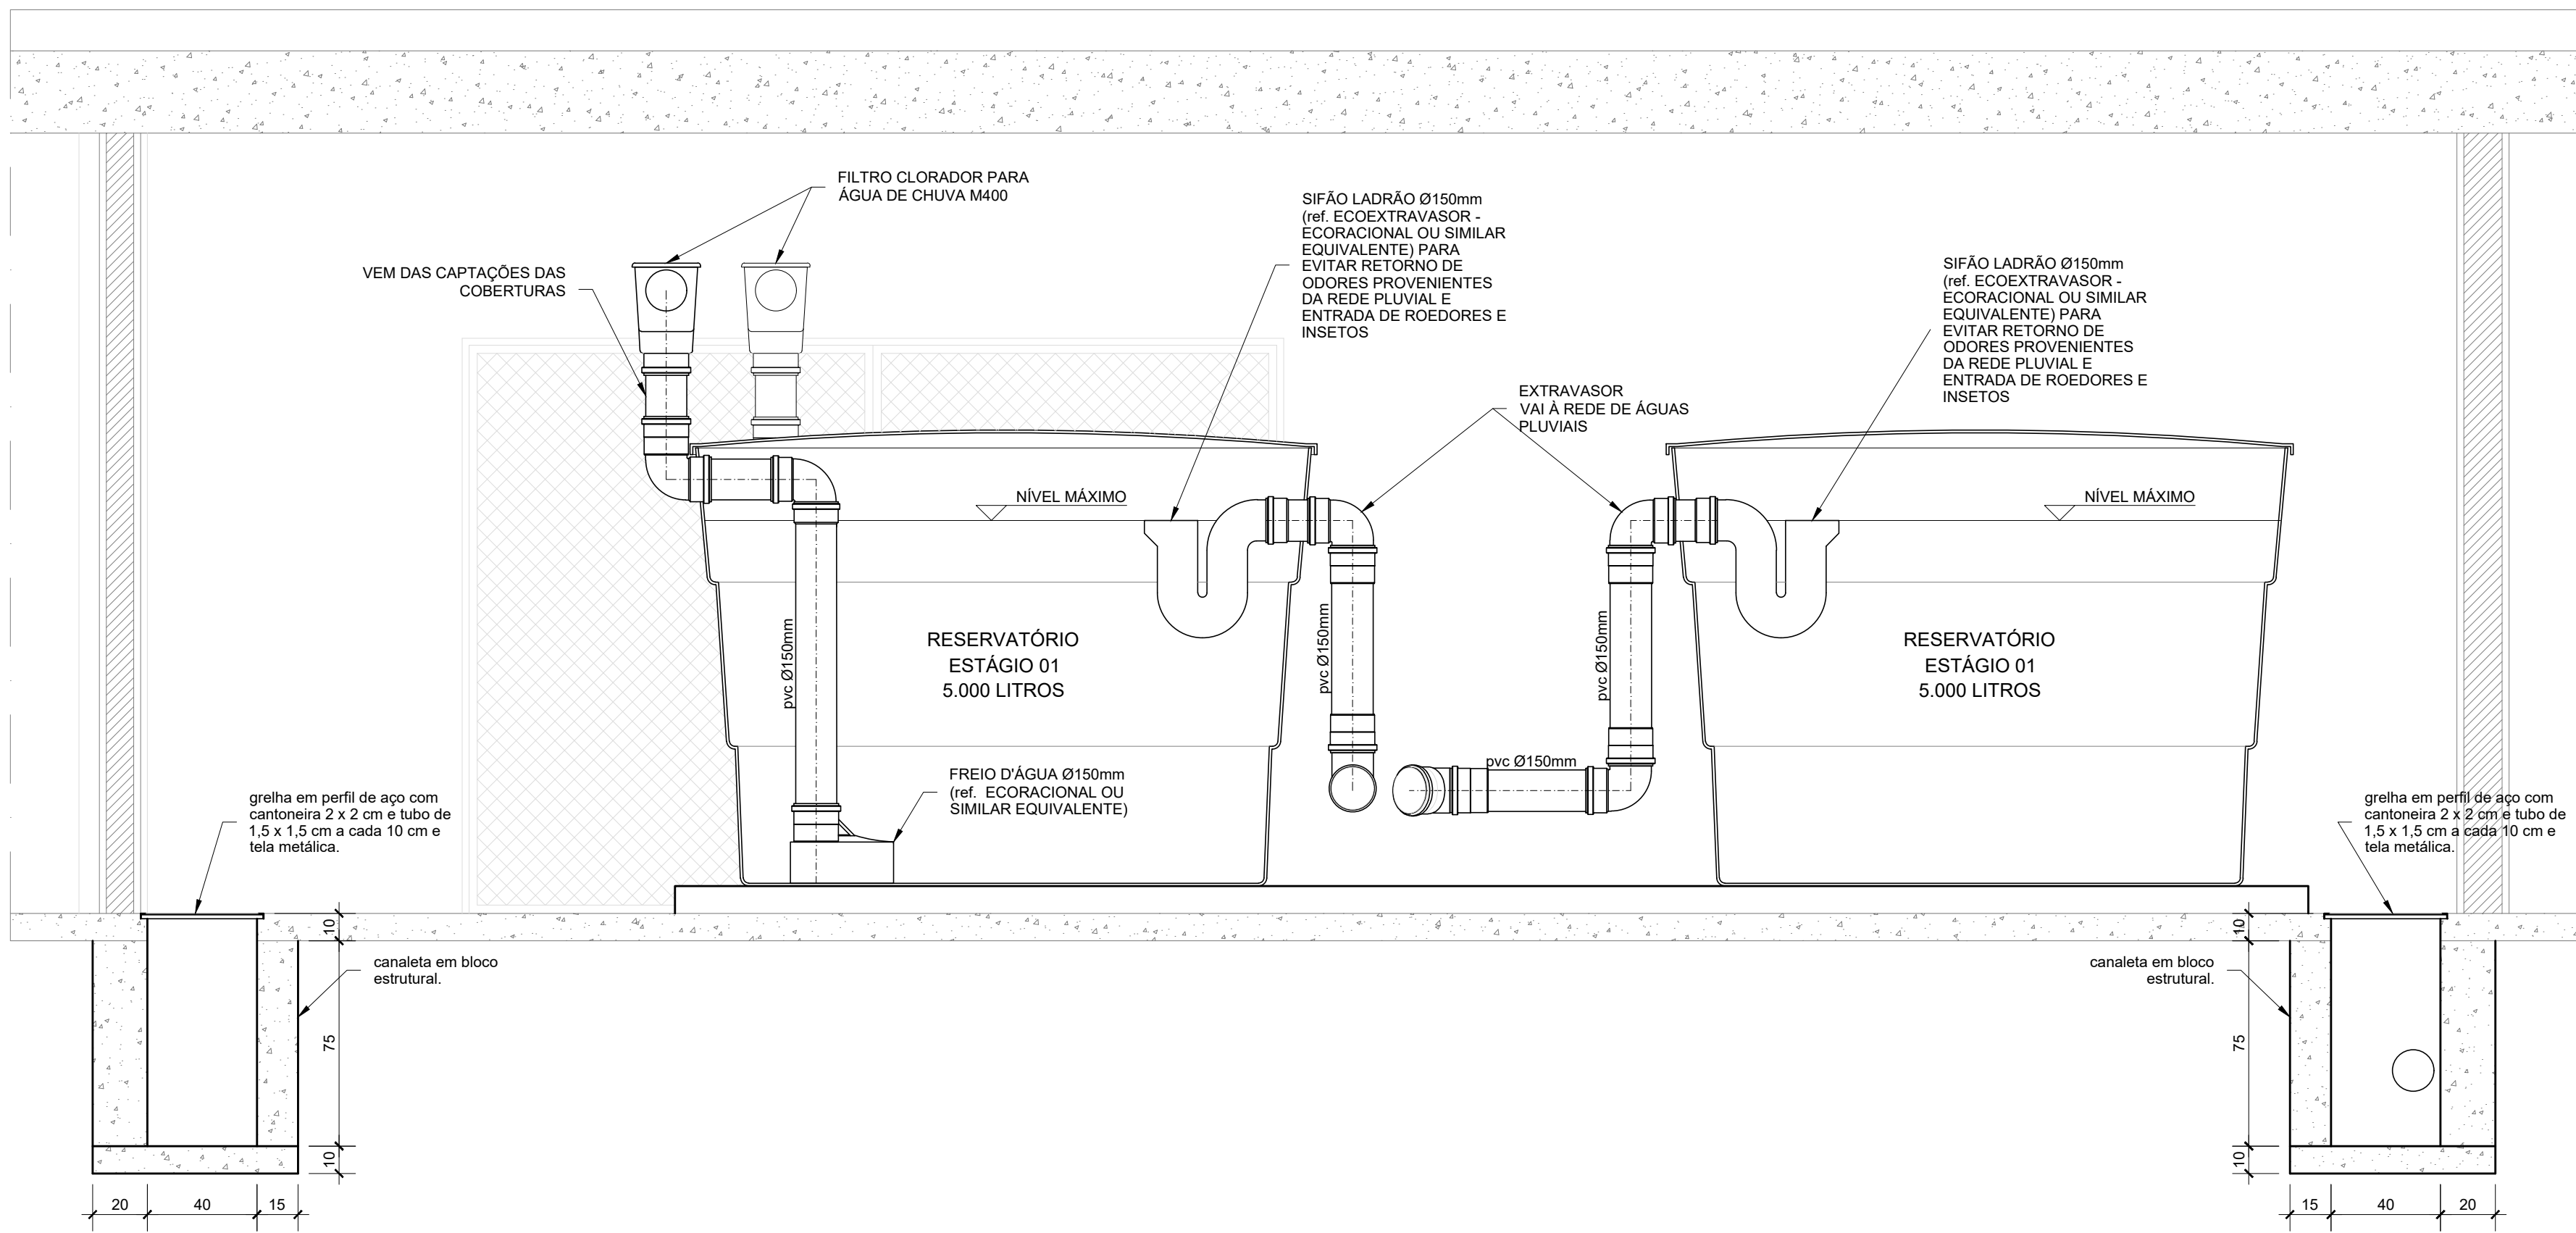 FILTRO CLORADOR PARA
ÁGUA DE CHUVA M400
VEM DAS CAPTAÇÕES DAS
COBERTURAS
SIFÃO LADRÃO Ø150mm
(ref. ECOEXTRAVASOR -
ECORACIONAL OU SIMILAR
EQUIVALENTE) PARA
EVITAR RETORNO DE
ODORES PROVENIENTES
DA REDE PLUVIAL E
ENTRADA DE ROEDORES E
INSETOS
SIFÃO LADRÃO Ø150mm
(ref. ECOEXTRAVASOR -
ECORACIONAL OU SIMILAR
EQUIVALENTE) PARA
EVITAR RETORNO DE
ODORES PROVENIENTES
DA REDE PLUVIAL E
ENTRADA DE ROEDORES E
INSETOS
EXTRAVASOR
VAI À REDE DE ÁGUAS
PLUVIAIS
NÍVEL MÁXIMO
NÍVEL MÁXIMO
RESERVATÓRIO
ESTÁGIO 01
5.000 LITROS
RESERVATÓRIO
ESTÁGIO 01
5.000 LITROS
pvc Ø150mm
pvc Ø150mm
pvc Ø150mm
pvc Ø150mm
FREIO D'ÁGUA Ø150mm
(ref. ECORACIONAL OU
SIMILAR EQUIVALENTE)
grelha em perfil de aço com
cantoneira 2 x 2 cm e tubo de
1,5 x 1,5 cm a cada 10 cm e
tela metálica.
grelha em perfil de aço com
cantoneira 2 x 2 cm e tubo de
1,5 x 1,5 cm a cada 10 cm e
tela metálica.
canaleta em bloco
estrutural.
canaleta em bloco
estrutural.
10
75
10
20 40 15
10
75
10
15 40 20